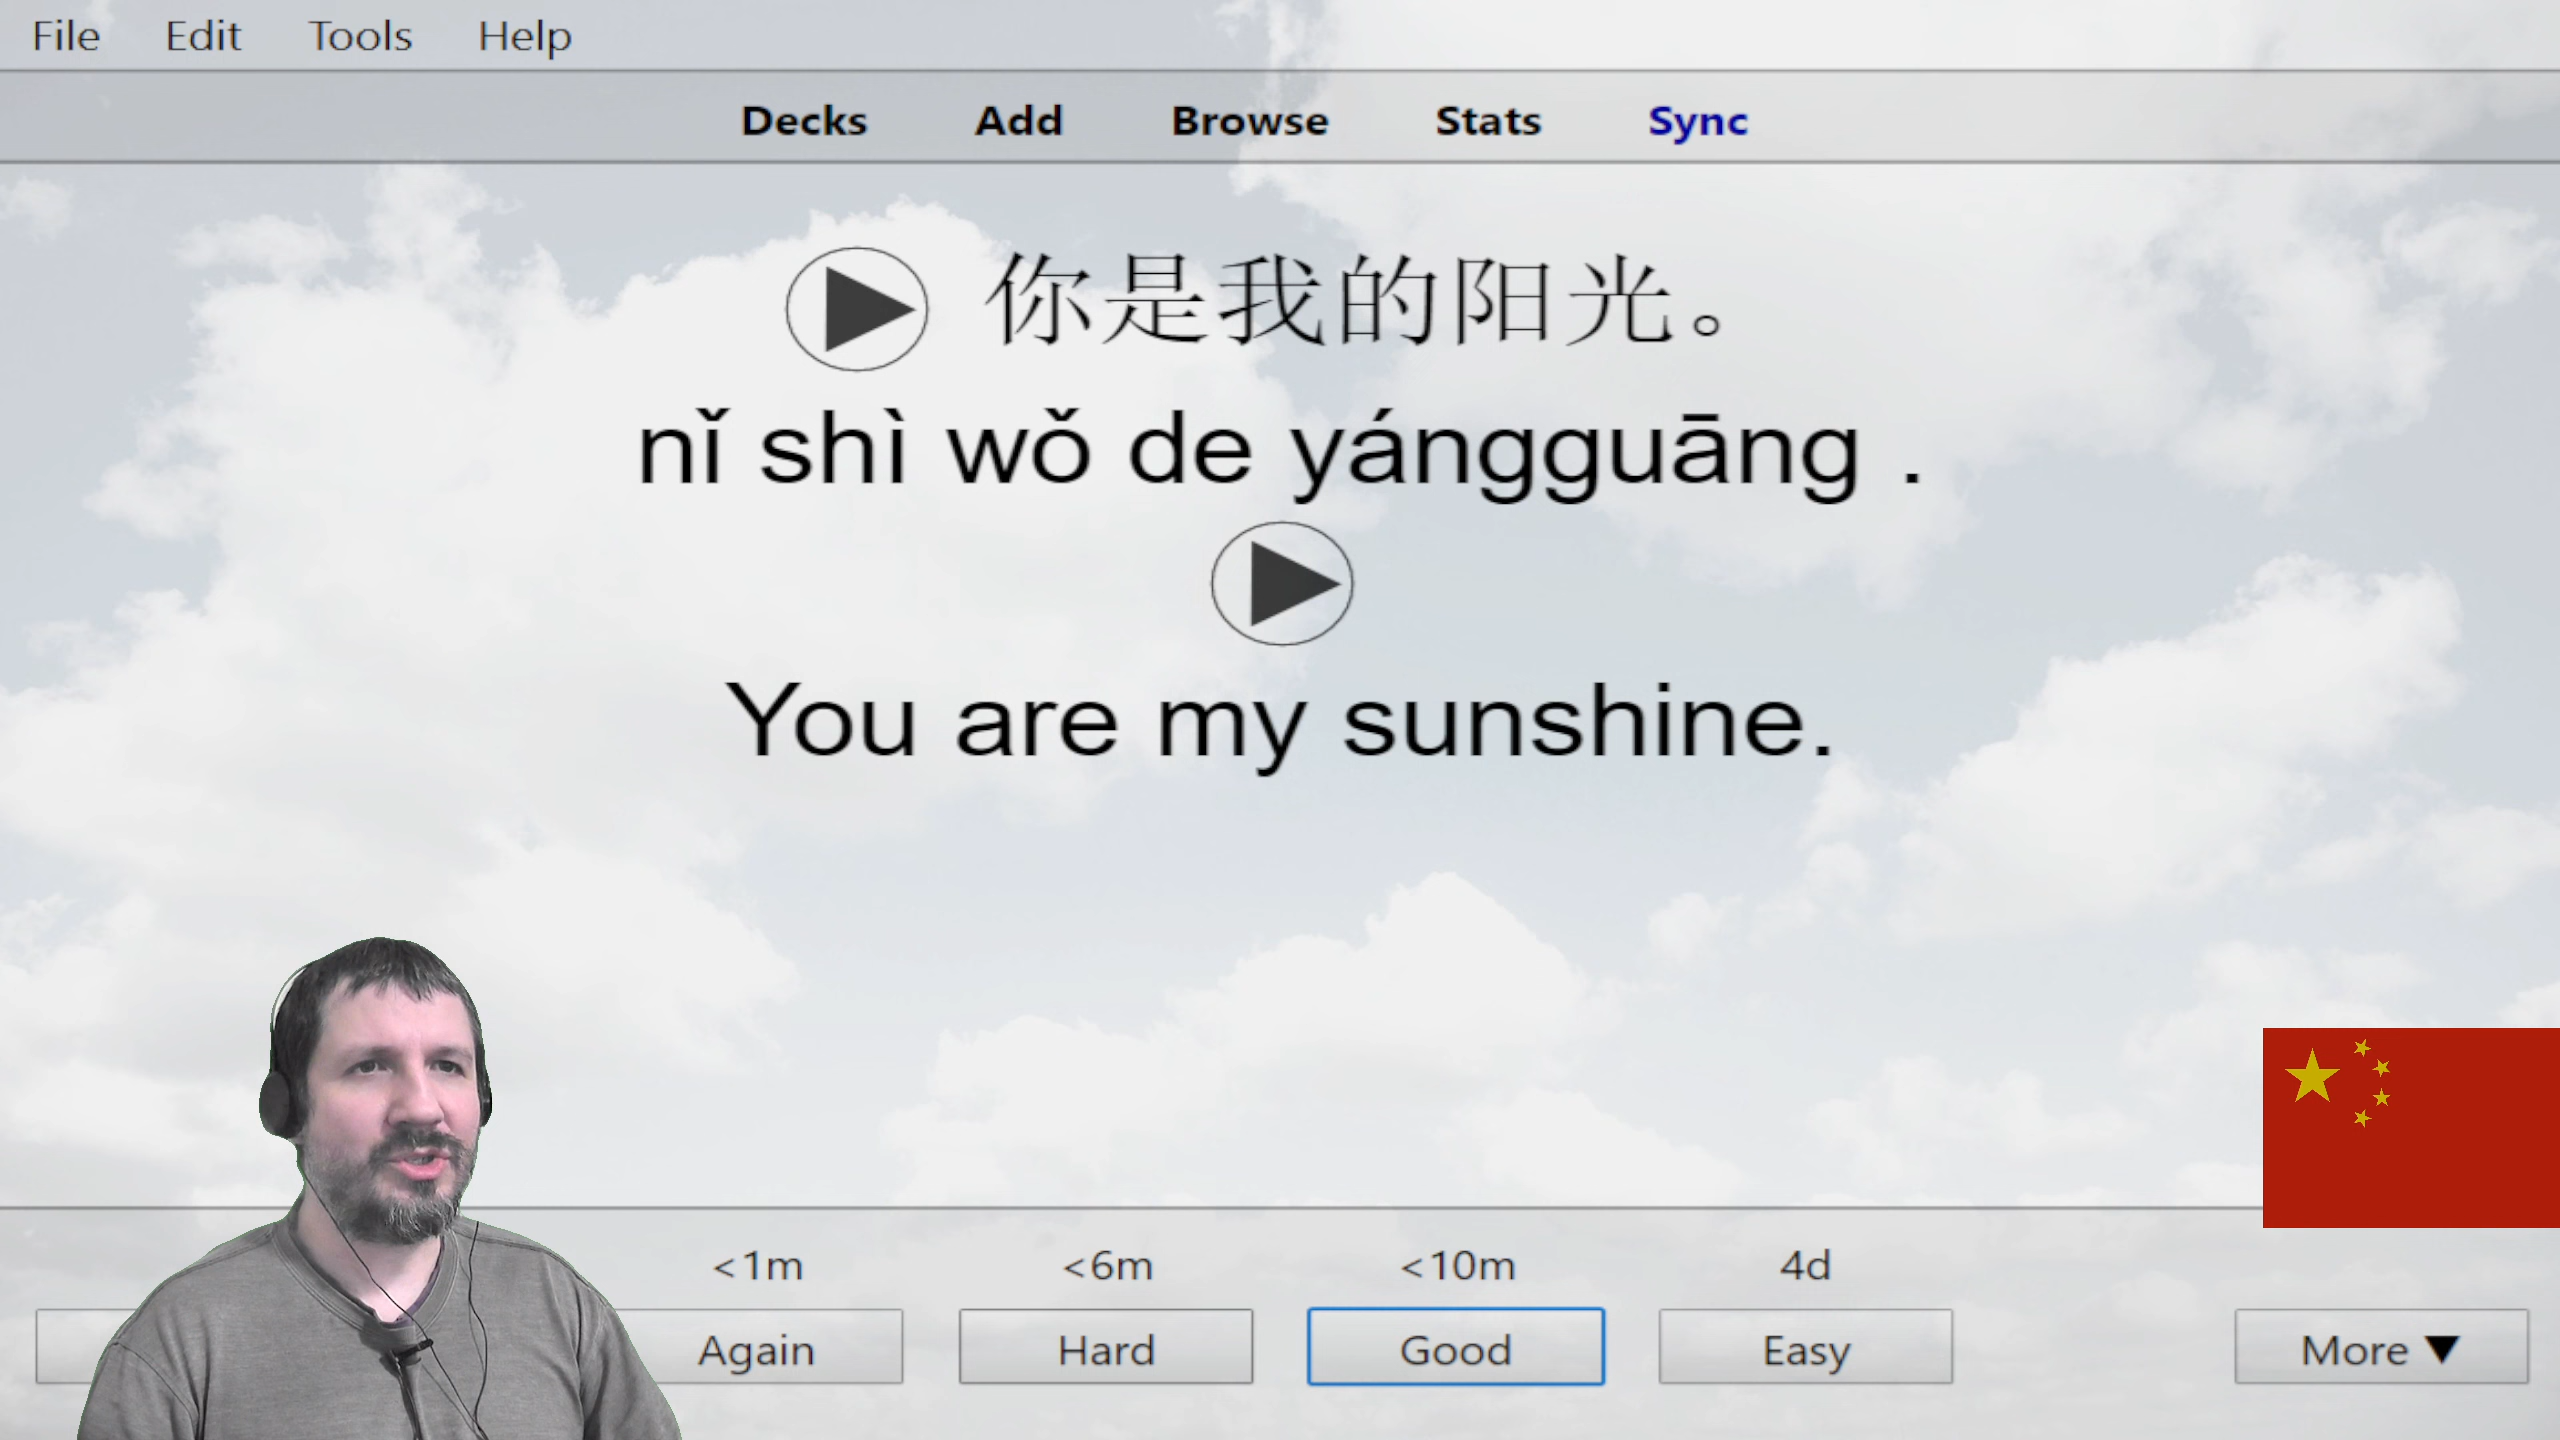 File Edit Tools Help
Decks Add Browse Stats Sync
你是我的阳光。
nǐ shì wǒ de yángguāng .
You are my sunshine.
<1m <6m <10m 4d
Again Hard Good Easy More ▼